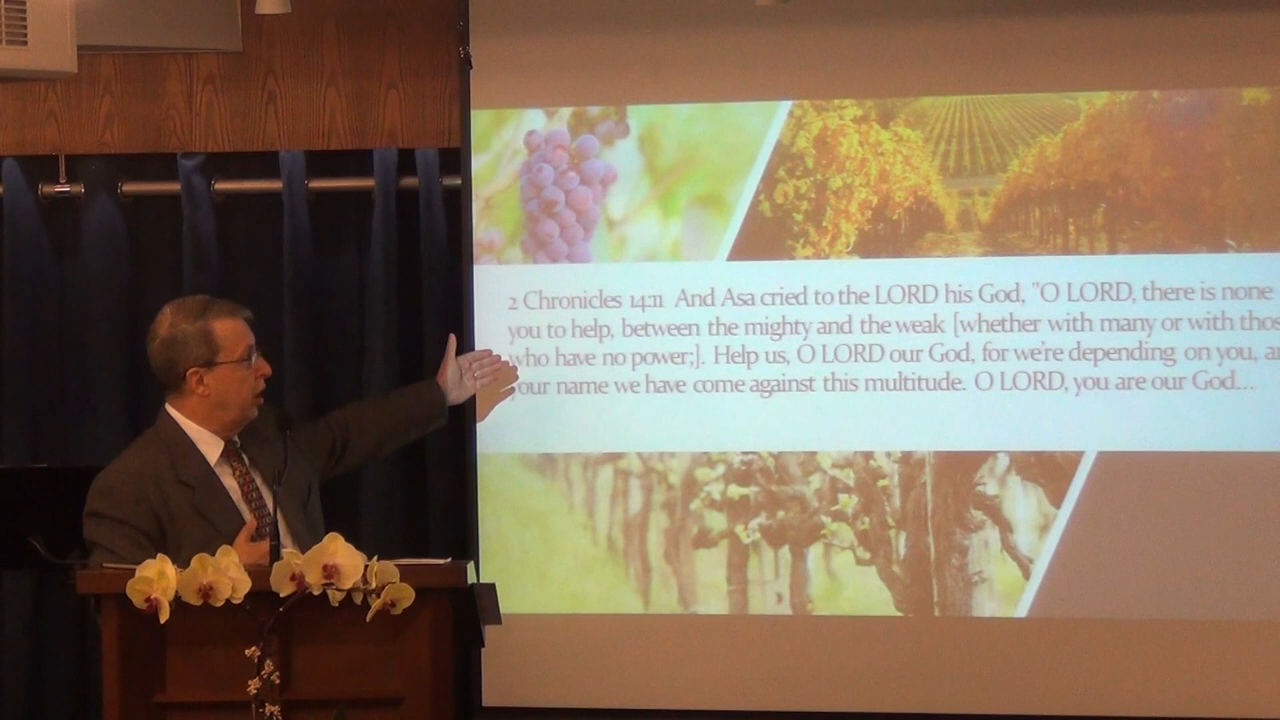 2 Chronicles 14:11 And Asa cried to the LORD his God, "O LORD, there is none
you to help, between the mighty and the weak [whether with many or with thos
who have no power;]. Help us, O LORD our God, for we're depending on you, an
your name we have come against this multitude. O LORD, you are our God...